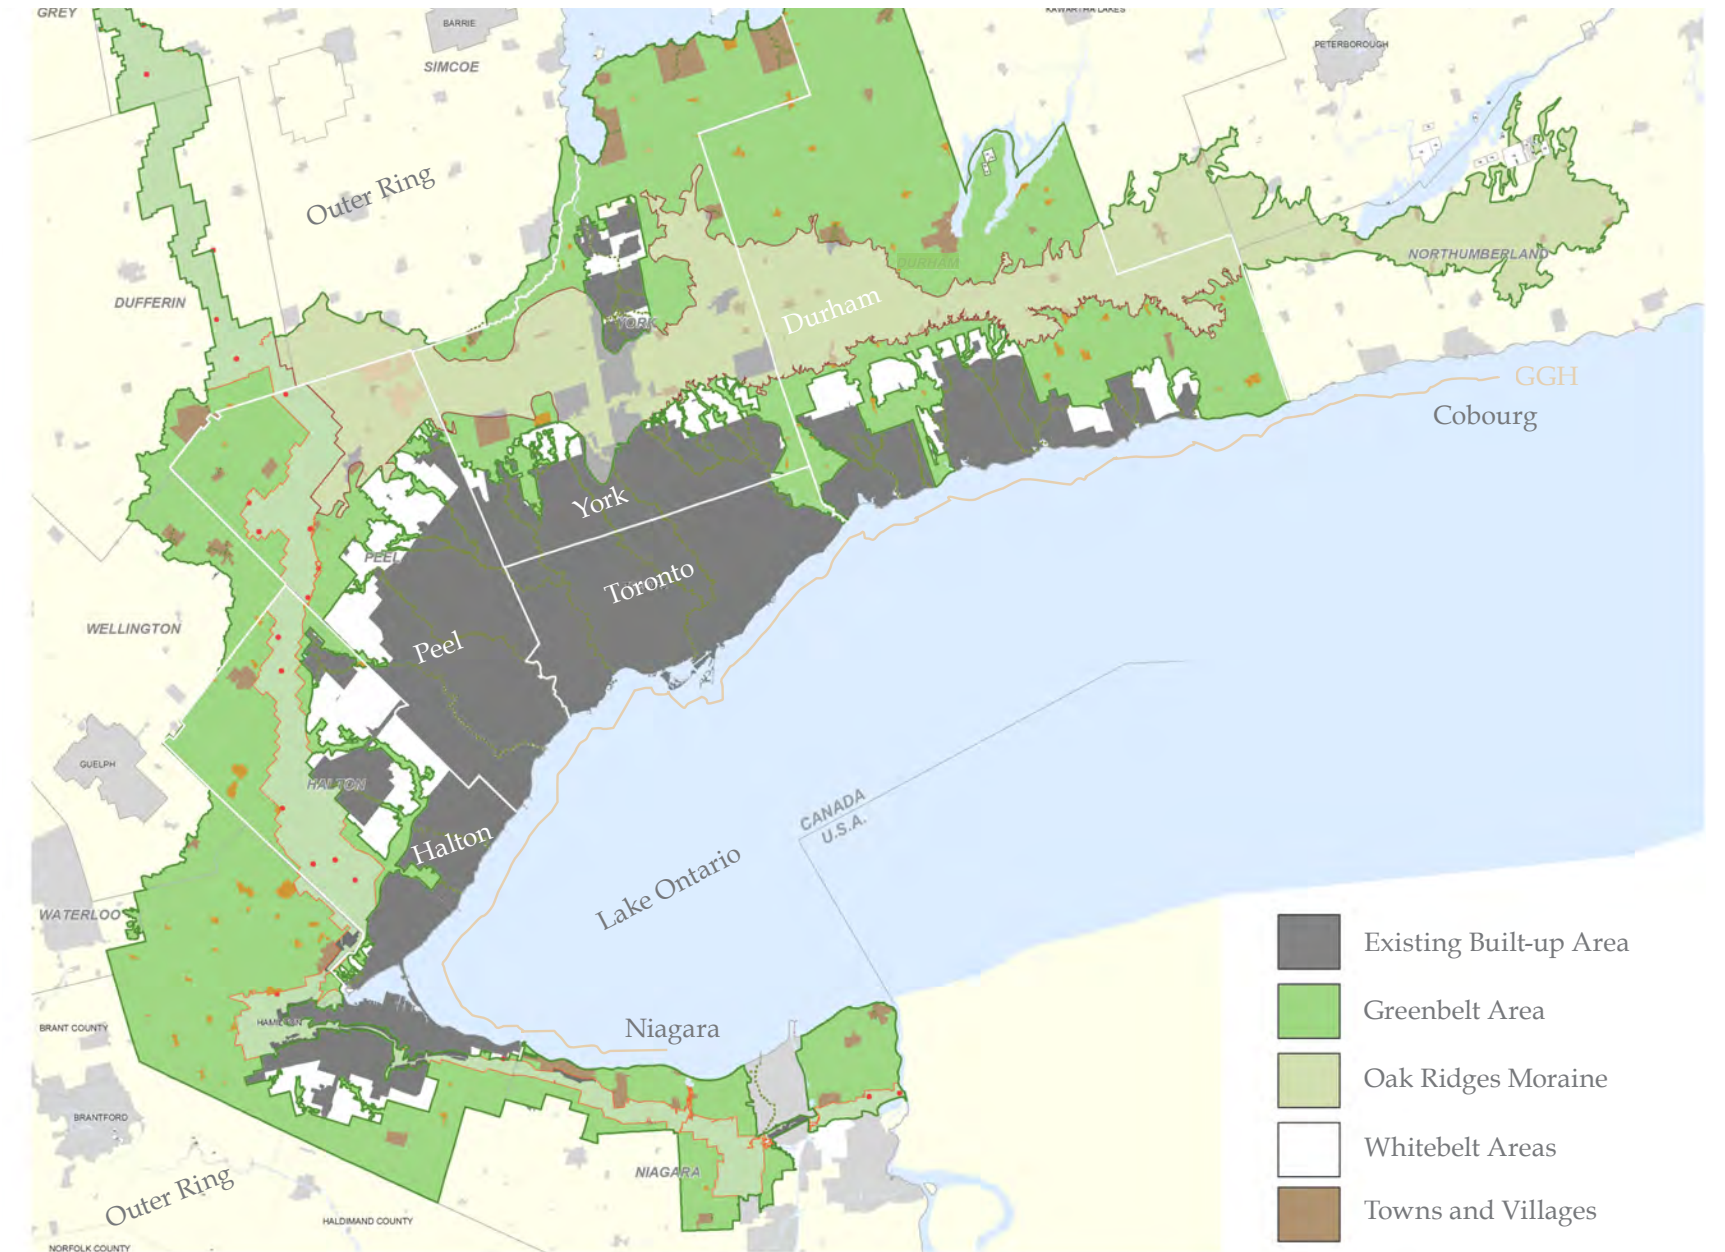 GREY
BARRIE
SIMCOE
KAWARTHA LAKES
PETERBOROUGH
Outer Ring
DUFFERIN
DURHAM
NORTHUMBERLAND
YORK
Durham
GGH
Cobourg
York
PEEL
Toronto
WELLINGTON
Peel
GUELPH
HALTON
Halton
CANADA
U.S.A.
Lake Ontario
WATERLOO
Existing Built-up Area
Greenbelt Area
BRANT COUNTY
HAMILTON
Niagara
Oak Ridges Moraine
BRANTFORD
Whitebelt Areas
NIAGARA
Outer Ring
HALDIMAND COUNTY
Towns and Villages
NORFOLK COUNTY